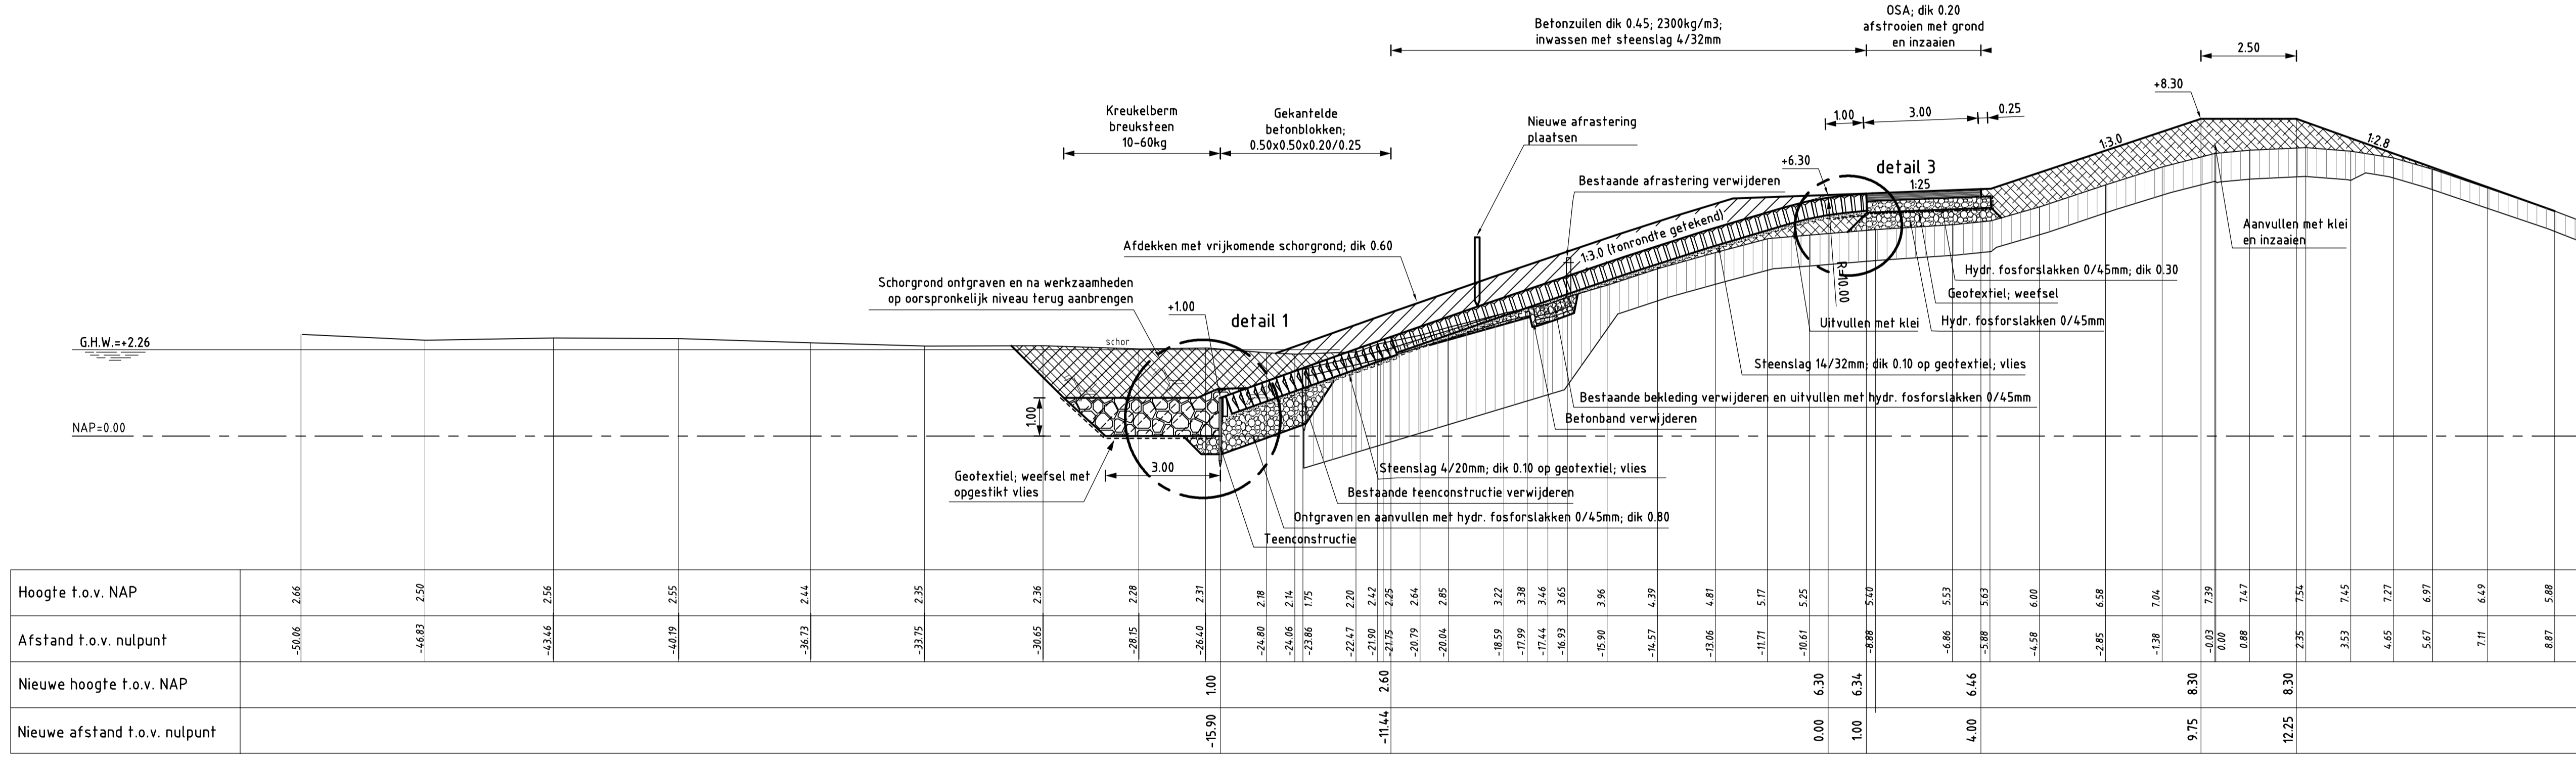 Betonzuilen dik 0.45; 2300kg/m3;
inwassen met steenslag 4/32mm
OSA; dik 0.20
afstrooien met grond
en inzaaien
2.50
+8.30
Kreukelberm
breuksteen
10-60kg
Gekantelde
betonblokken;
0.50x0.50x0.20/0.25
Nieuwe afrastering
plaatsen
1.00
3.00
0.25
1:3.0
1:2.8
+6.30
detail 3
1:25
Bestaande afrastering verwijderen
1:3.0 (tonrondte getekend)
Afdekken met vrijkomende schorgrond; dik 0.60
Aanvullen met klei
en inzaaien
R=10.00
Hydr. fosforslakken 0/45mm; dik 0.30
Geotextiel; weefsel
Uitvullen met klei
Hydr. fosforslakken 0/45mm
Schorgrond ontgraven en na werkzaamheden
op oorspronkelijk niveau terug aanbrengen
+1.00
detail 1
G.H.W.=+2.26
schor
Steenslag 14/32mm; dik 0.10 op geotextiel; vlies
Bestaande bekleding verwijderen en uitvullen met hydr. fosforslakken 0/45mm
Betonband verwijderen
1.00
NAP=0.00
3.00
Geotextiel; weefsel met
opgestikt vlies
Steenslag 4/20mm; dik 0.10 op geotextiel; vlies
Bestaande teenconstructie verwijderen
Ontgraven en aanvullen met hydr. fosforslakken 0/45mm; dik 0.80
Teenconstructie
Hoogte t.o.v. NAP 2.66 2.50 2.56 2.55 2.44 2.35 2.36 2.28 2.31 2.18 2.14 1.75 2.20 2.42 2.25 2.64 2.85 3.22 3.38 3.46 3.65 3.96 4.39 4.81 5.17 5.25 5.40 5.53 5.63 6.00 6.58 7.04 7.39 7.47 7.54 7.45 7.27 6.97 6.49 5.88
Afstand t.o.v. nulpunt -50.06 -46.83 -43.46 -40.19 -36.73 -33.75 -30.65 -28.15 -26.40 -24.80 -24.06 -23.86 -22.47 -21.90 -21.75 -20.79 -20.04 -18.59 -17.99 -17.44 -16.93 -15.90 -14.57 -13.06 -11.71 -10.61 -8.88 -6.86 -5.88 -4.58 -2.85 -1.38 -0.03 0.00 0.88 2.35 3.53 4.65 5.67 7.11 8.87
Nieuwe hoogte t.o.v. NAP 1.00 2.60 6.30 6.34 6.46 8.30 8.30
Nieuwe afstand t.o.v. nulpunt -15.90 -11.44 0.00 1.00 4.00 9.75 12.25